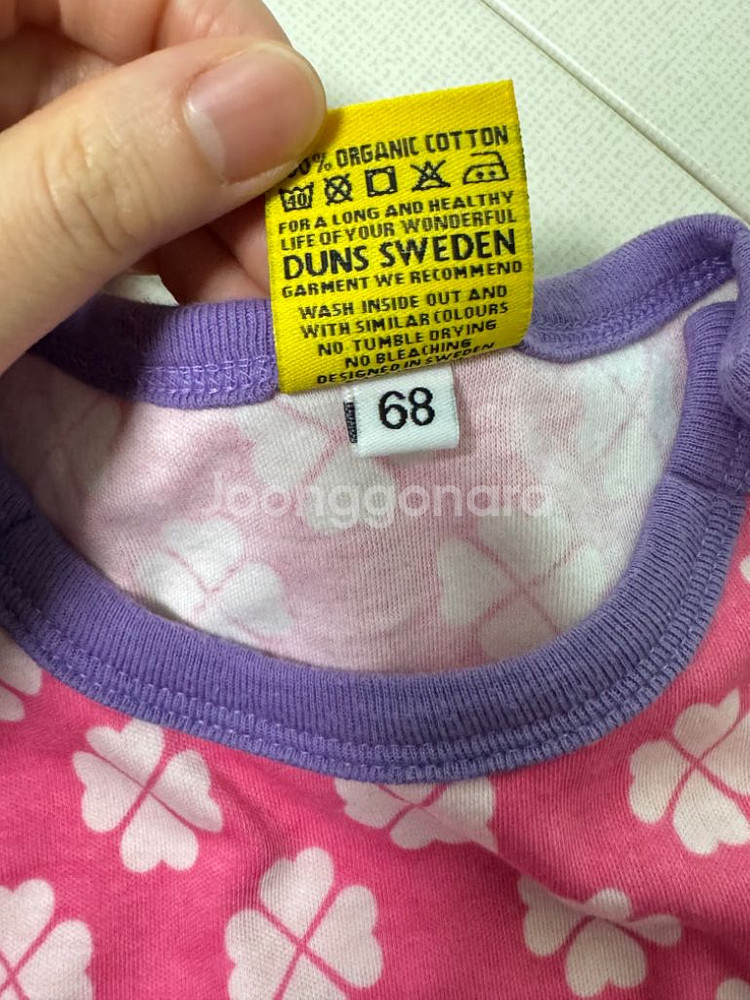 % ORGANIC COTTON
40
FOR A LONG AND HEALTHY
LIFE OF YOUR WONDERFUL
DUNS SWEDEN
GARMENT WE RECOMMEND
WASH INSIDE OUT AND
WITH SIMILAR COLOURS
NO TUMBLE DRYING
NO BLEACHING
DESIGNED IN SWEDEN
68
Joonggonara